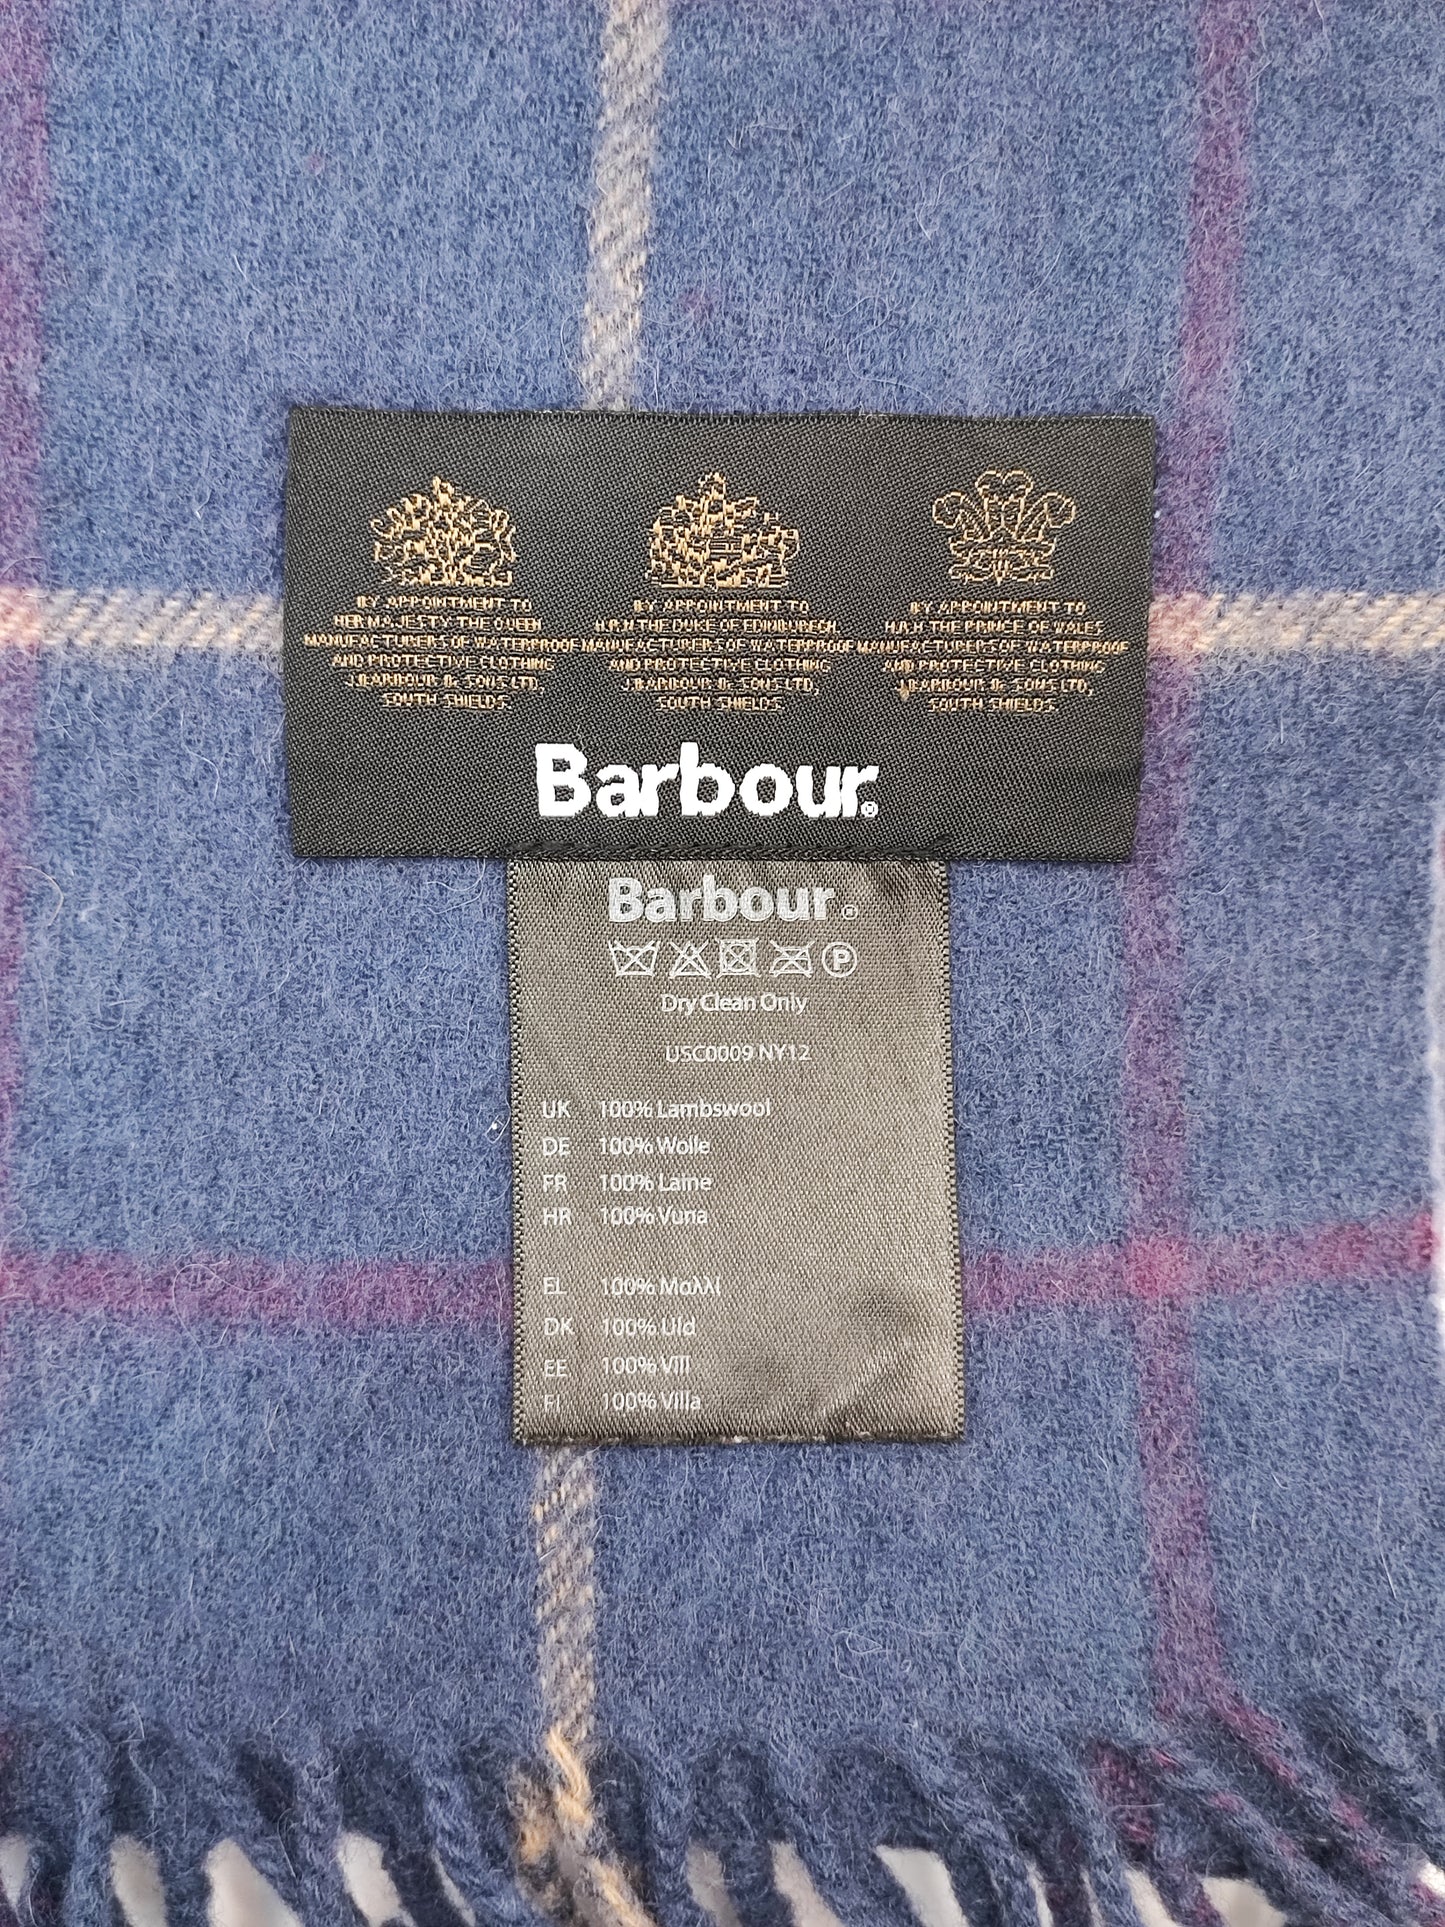 BY APPOINTMENT TO
HER MAJESTY THE QUEEN
MANUFACTURERS OF WATERPROOF
AND PROTECTIVE CLOTHING
J.BARBOUR & SONS LTD,
SOUTH SHIELDS.
BY APPOINTMENT TO
H.R.H. THE DUKE OF EDINBURGH.
MANUFACTURERS OF WATERPROOF
AND PROTECTIVE CLOTHING
J.BARBOUR & SONS LTD,
SOUTH SHIELDS.
BY APPOINTMENT TO
H.R.H THE PRINCE OF WALES
MANUFACTURERS OF WATERPROOF
AND PROTECTIVE CLOTHING
J.BARBOUR & SONS LTD,
SOUTH SHIELDS.
Barbour®
Barbour®
P
Dry Clean Only
USC0009 NY12
UK 100% Lambswool
DE 100% Wolle
FR 100% Laine
HR 100% Vuna
EL 100% Μαλλί
DK 100% Uld
EE 100% Vill
FI 100% Villa